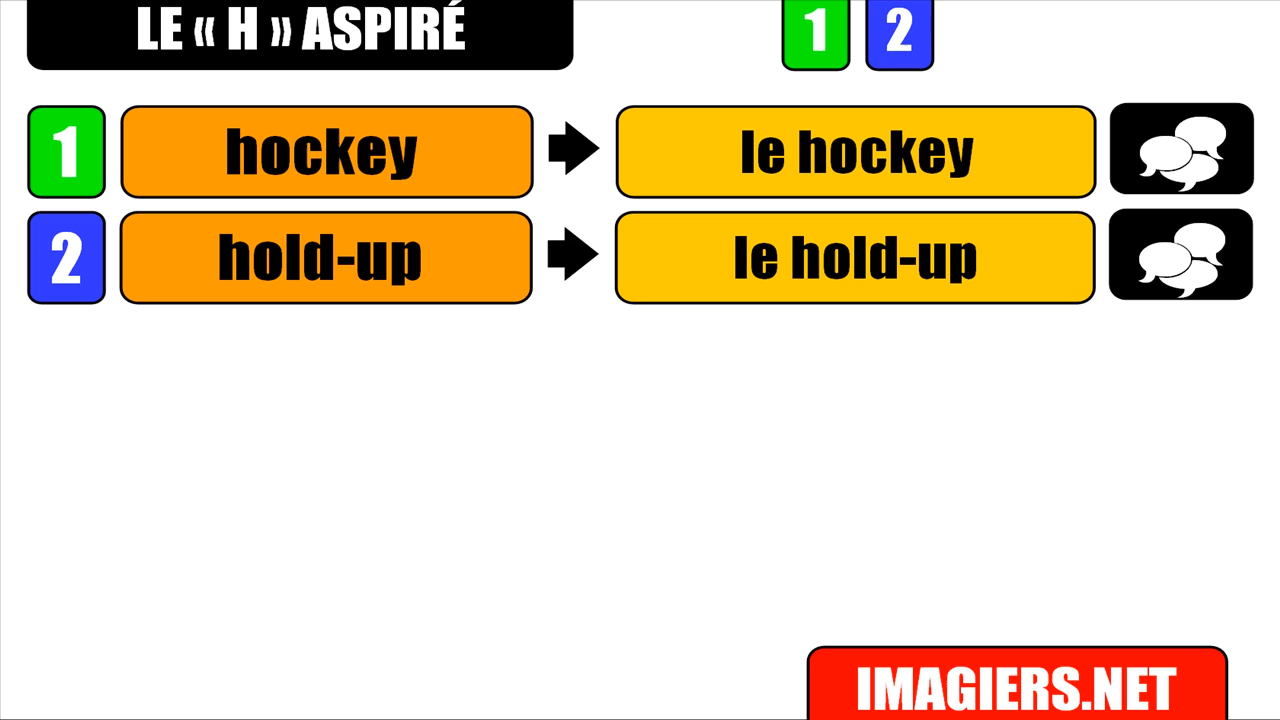 LE « H » ASPIRÉ
1 2
1 hockey le hockey
2 hold-up le hold-up
IMAGIERS.NET